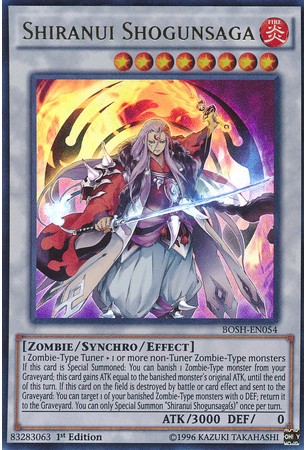 Shiranui Shogunsaga
FIRE
炎
BOSH-EN054
[Zombie/Synchro/Effect]
1 Zombie-Type Tuner + 1 or more non-Tuner Zombie-Type monsters
If this card is Special Summoned: You can banish 1 Zombie-Type monster from your
Graveyard; this card gains ATK equal to the banished monster's original ATK, until the end
of this turn. If this card on the field is destroyed by battle or card effect and sent to the
Graveyard: You can target 1 of your banished Zombie-Type monsters with 0 DEF; return it
to the Graveyard. You can only Special Summon "Shiranui Shogunsaga(s)" once per turn.
ATK/3000 DEF/ 0
83283063 1st Edition ©1996 KAZUKI TAKAHASHI